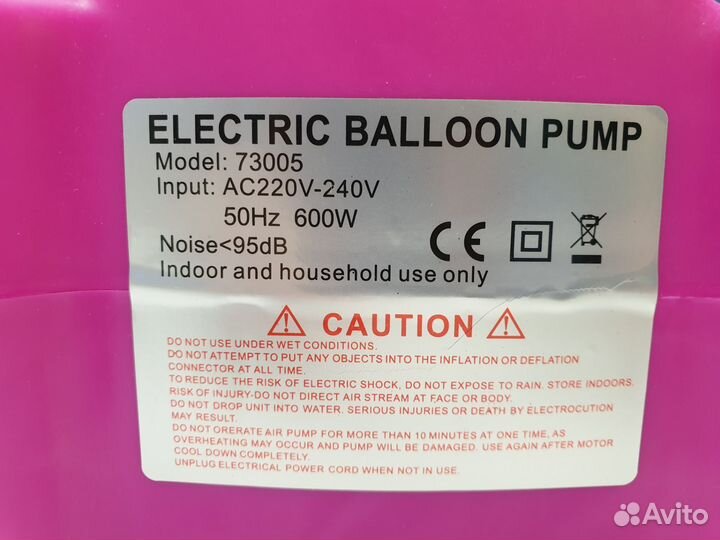 ELECTRIC BALLOON PUMP
Model: 73005
Input: AC220V-240V
50Hz 600W
Noise<95dB
CE
Indoor and household use only
CAUTION
DO NOT USE UNDER WET CONDITIONS.
DO NOT ATTEMPT TO PUT ANY OBJECTS INTO THE INFLATION OR DEFLATION
CONNECTOR AT ALL TIME.
TO REDUCE THE RISK OF ELECTRIC SHOCK, DO NOT EXPOSE TO RAIN. STORE INDOORS.
RISK OF INJURY-DO NOT DIRECT AIR STREAM AT FACE OR BODY.
DO NOT DROP UNIT INTO WATER. SERIOUS INJURIES OR DEATH BY ELECTROCUTION
MAY RESULT.
DO NOT ORERATE AIR PUMP FOR MORE THAN 10 MINUTES AT ONE TIME, AS
OVERHEATING MAY OCCUR AND PUMP WILL BE DAMAGED. USE AGAIN AFTER MOTOR
COOL DOWN COMPLETELY.
UNPLUG ELECTRICAL POWER CORD WHEN NOT IN USE.
Avito